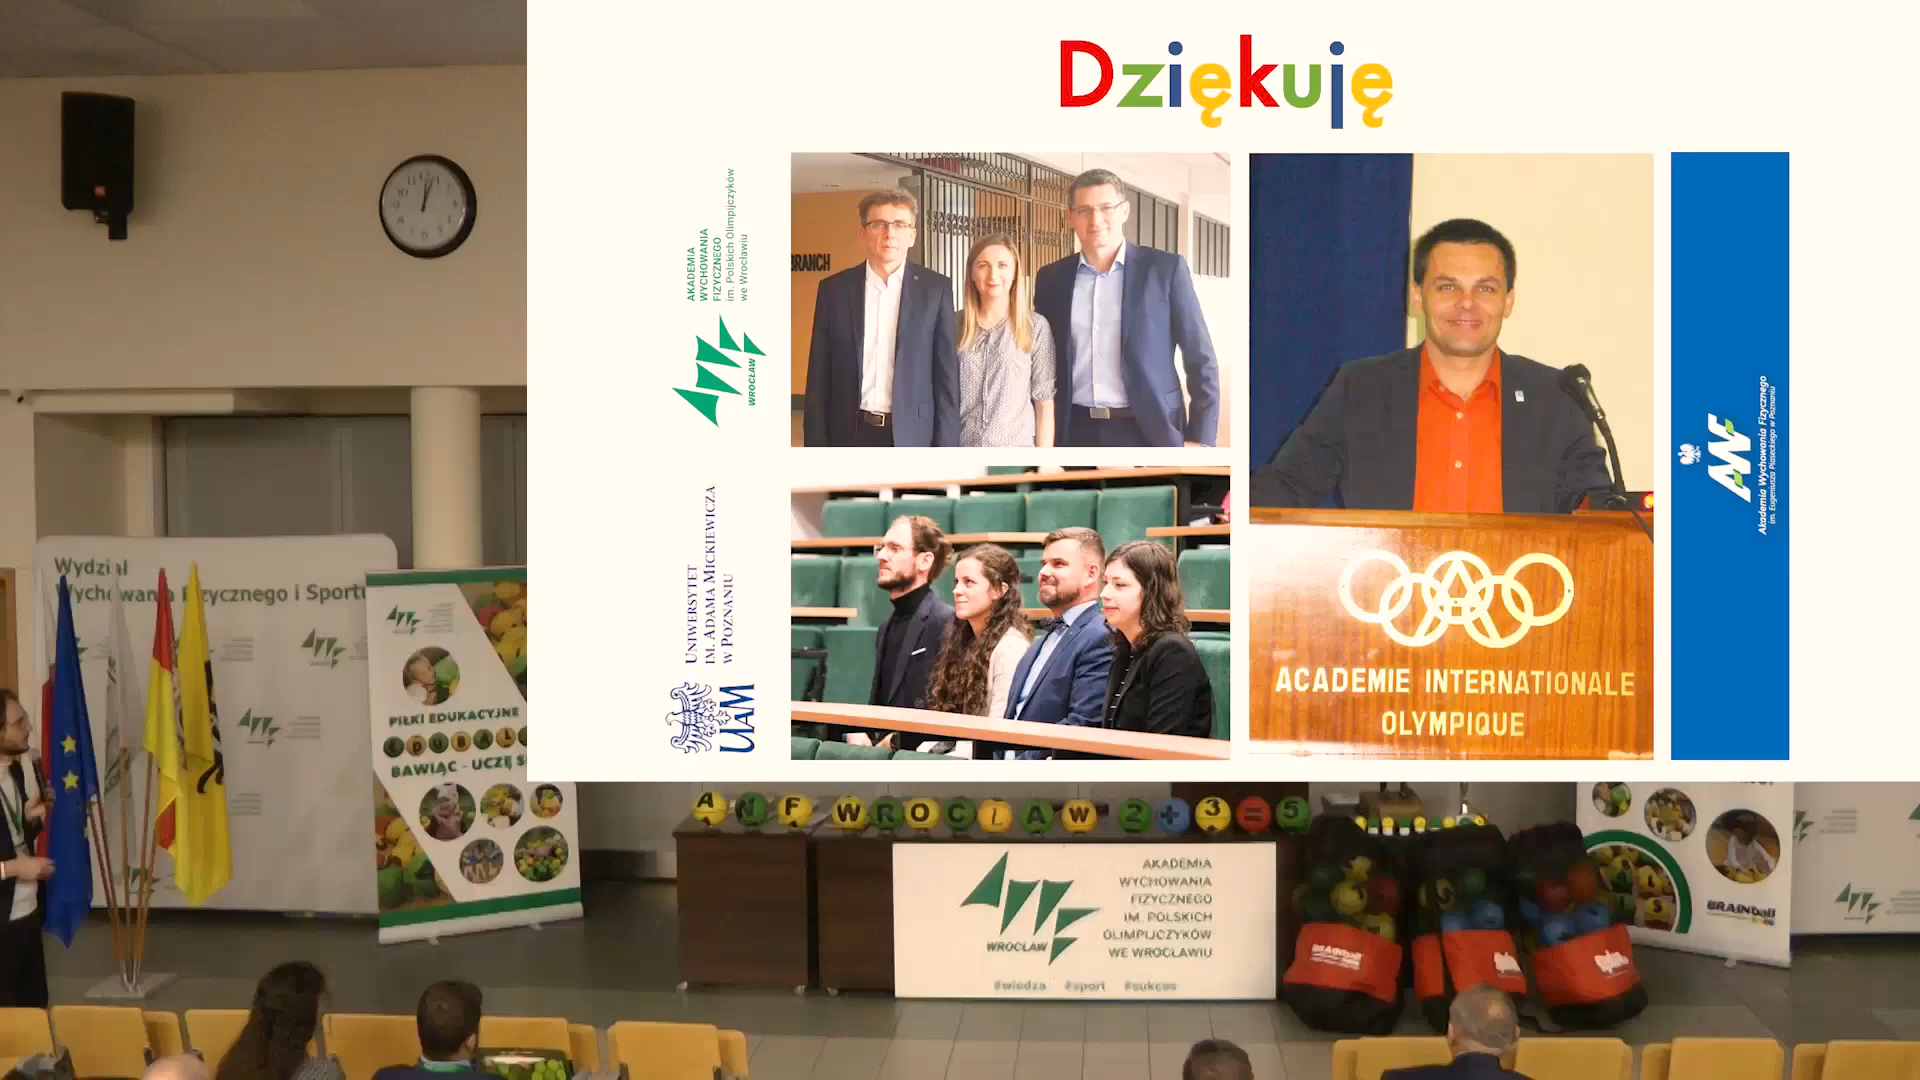 Dziękuję
AKADEMIA
WYCHOWANIA
FIZYCZNEGO
im. Polskich Olimpijczyków
we Wrocławiu
WROCŁAW
UNIWERSYTET
IM. ADAMA MICKIEWICZA
W POZNANIU
UAM
BRANCH
ACADEMIE INTERNATIONALE
OLYMPIQUE
Akademia Wychowania Fizycznego
im. Eugeniusza Piaseckiego w Poznaniu
Wydział
Wychowania Fizycznego i Sportu
PIŁKI EDUKACYJNE
EDUBAL
BAWIĄC - UCZĘ S
A W F WROCŁAW 2+3=5
AKADEMIA
WYCHOWANIA
FIZYCZNEGO
IM. POLSKICH
OLIMPIJCZYKÓW
WE WROCŁAWIU
WROCŁAW
#wiedza #sport #sukces
BRAINball